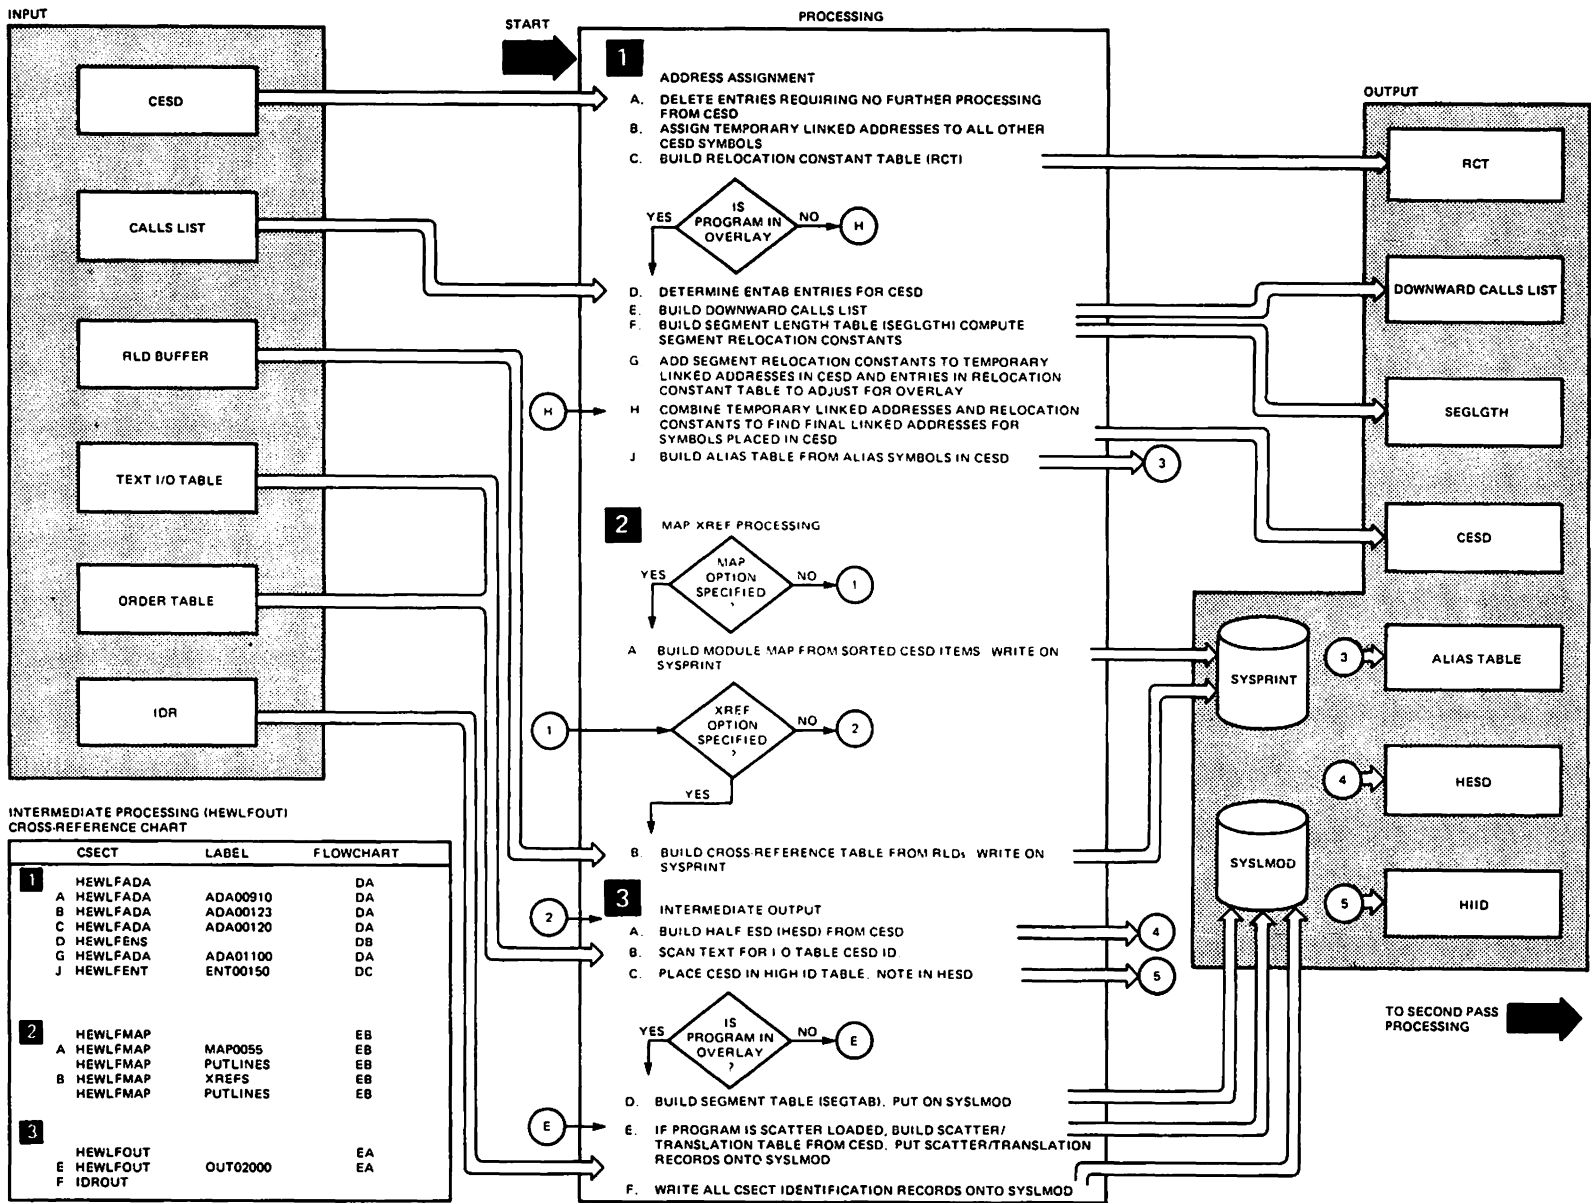 INPUT
CESD
CALLS LIST
RLD BUFFER
TEXT I/O TABLE
ORDER TABLE
IDR
START
PROCESSING
1
ADDRESS ASSIGNMENT
A. DELETE ENTRIES REQUIRING NO FURTHER PROCESSING
FROM CESD
B. ASSIGN TEMPORARY LINKED ADDRESSES TO ALL OTHER
CESD SYMBOLS
C. BUILD RELOCATION CONSTANT TABLE (RCT)
IS
PROGRAM IN
OVERLAY
YES
NO
H
D. DETERMINE ENTAB ENTRIES FOR CESD
E. BUILD DOWNWARD CALLS LIST
F. BUILD SEGMENT LENGTH TABLE (SEGLGTH) COMPUTE
SEGMENT RELOCATION CONSTANTS
G ADD SEGMENT RELOCATION CONSTANTS TO TEMPORARY
LINKED ADDRESSES IN CESD AND ENTRIES IN RELOCATION
CONSTANT TABLE TO ADJUST FOR OVERLAY
H
H COMBINE TEMPORARY LINKED ADDRESSES AND RELOCATION
CONSTANTS TO FIND FINAL LINKED ADDRESSES FOR
SYMBOLS PLACED IN CESD
J BUILD ALIAS TABLE FROM ALIAS SYMBOLS IN CESD
3
2
MAP XREF PROCESSING
MAP
OPTION
SPECIFIED
?
YES
NO
1
A BUILD MODULE MAP FROM SORTED CESD ITEMS WRITE ON
SYSPRINT
1
XREF
OPTION
SPECIFIED
?
NO
2
YES
B. BUILD CROSS-REFERENCE TABLE FROM RLDs WRITE ON
SYSPRINT
3
2
INTERMEDIATE OUTPUT
A. BUILD HALF ESD (HESD) FROM CESD
4
B. SCAN TEXT FOR I O TABLE CESD ID.
C. PLACE CESD IN HIGH ID TABLE. NOTE IN HESD
5
IS
PROGRAM IN
OVERLAY
?
YES
NO
E
D. BUILD SEGMENT TABLE (SEGTAB). PUT ON SYSLMOD
E
E. IF PROGRAM IS SCATTER LOADED, BUILD SCATTER/
TRANSLATION TABLE FROM CESD. PUT SCATTER/TRANSLATION
RECORDS ONTO SYSLMOD
F. WRITE ALL CSECT IDENTIFICATION RECORDS ONTO SYSLMOD
OUTPUT
RCT
DOWNWARD CALLS LIST
SEGLGTH
CESD
SYSPRINT
3
ALIAS TABLE
4
HESD
SYSLMOD
5
HIID
TO SECOND PASS
PROCESSING
INTERMEDIATE PROCESSING (HEWLFOUT)
CROSS-REFERENCE CHART
CSECT LABEL FLOWCHART
1
HEWLFADA DA
A HEWLFADA ADA00910 DA
B HEWLFADA ADA00123 DA
C HEWLFADA ADA00120 DA
D HEWLFENS DB
G HEWLFADA ADA01100 DA
J HEWLFENT ENT00150 DC
2
HEWLFMAP EB
A HEWLFMAP MAP0055 EB
HEWLFMAP PUTLINES EB
B HEWLFMAP XREFS EB
HEWLFMAP PUTLINES EB
3
HEWLFOUT EA
E HEWLFOUT OUT02000 EA
F IDROUT